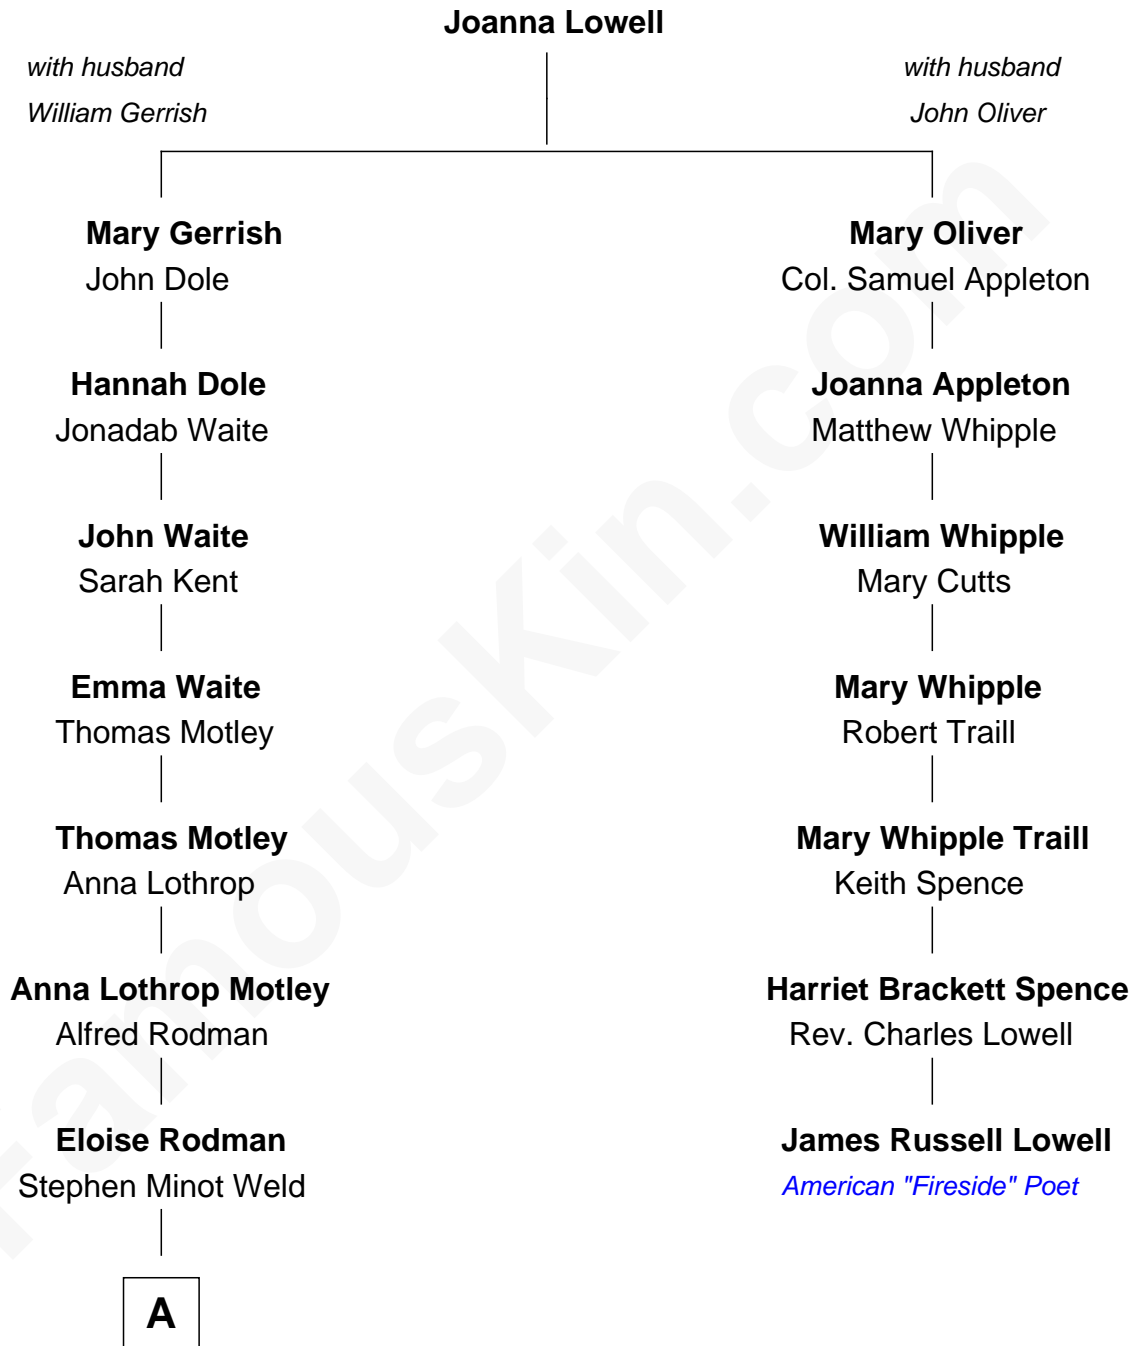 Joanna Lowell
with husband
William Gerrish
with husband
John Oliver
Mary Gerrish
John Dole
Mary Oliver
Col. Samuel Appleton
Hannah Dole
Jonadab Waite
Joanna Appleton
Matthew Whipple
John Waite
Sarah Kent
William Whipple
Mary Cutts
Emma Waite
Thomas Motley
Mary Whipple
Robert Traill
Thomas Motley
Anna Lothrop
Mary Whipple Traill
Keith Spence
Anna Lothrop Motley
Alfred Rodman
Harriet Brackett Spence
Rev. Charles Lowell
Eloise Rodman
Stephen Minot Weld
James Russell Lowell
American "Fireside" Poet
A
FamousKin.com